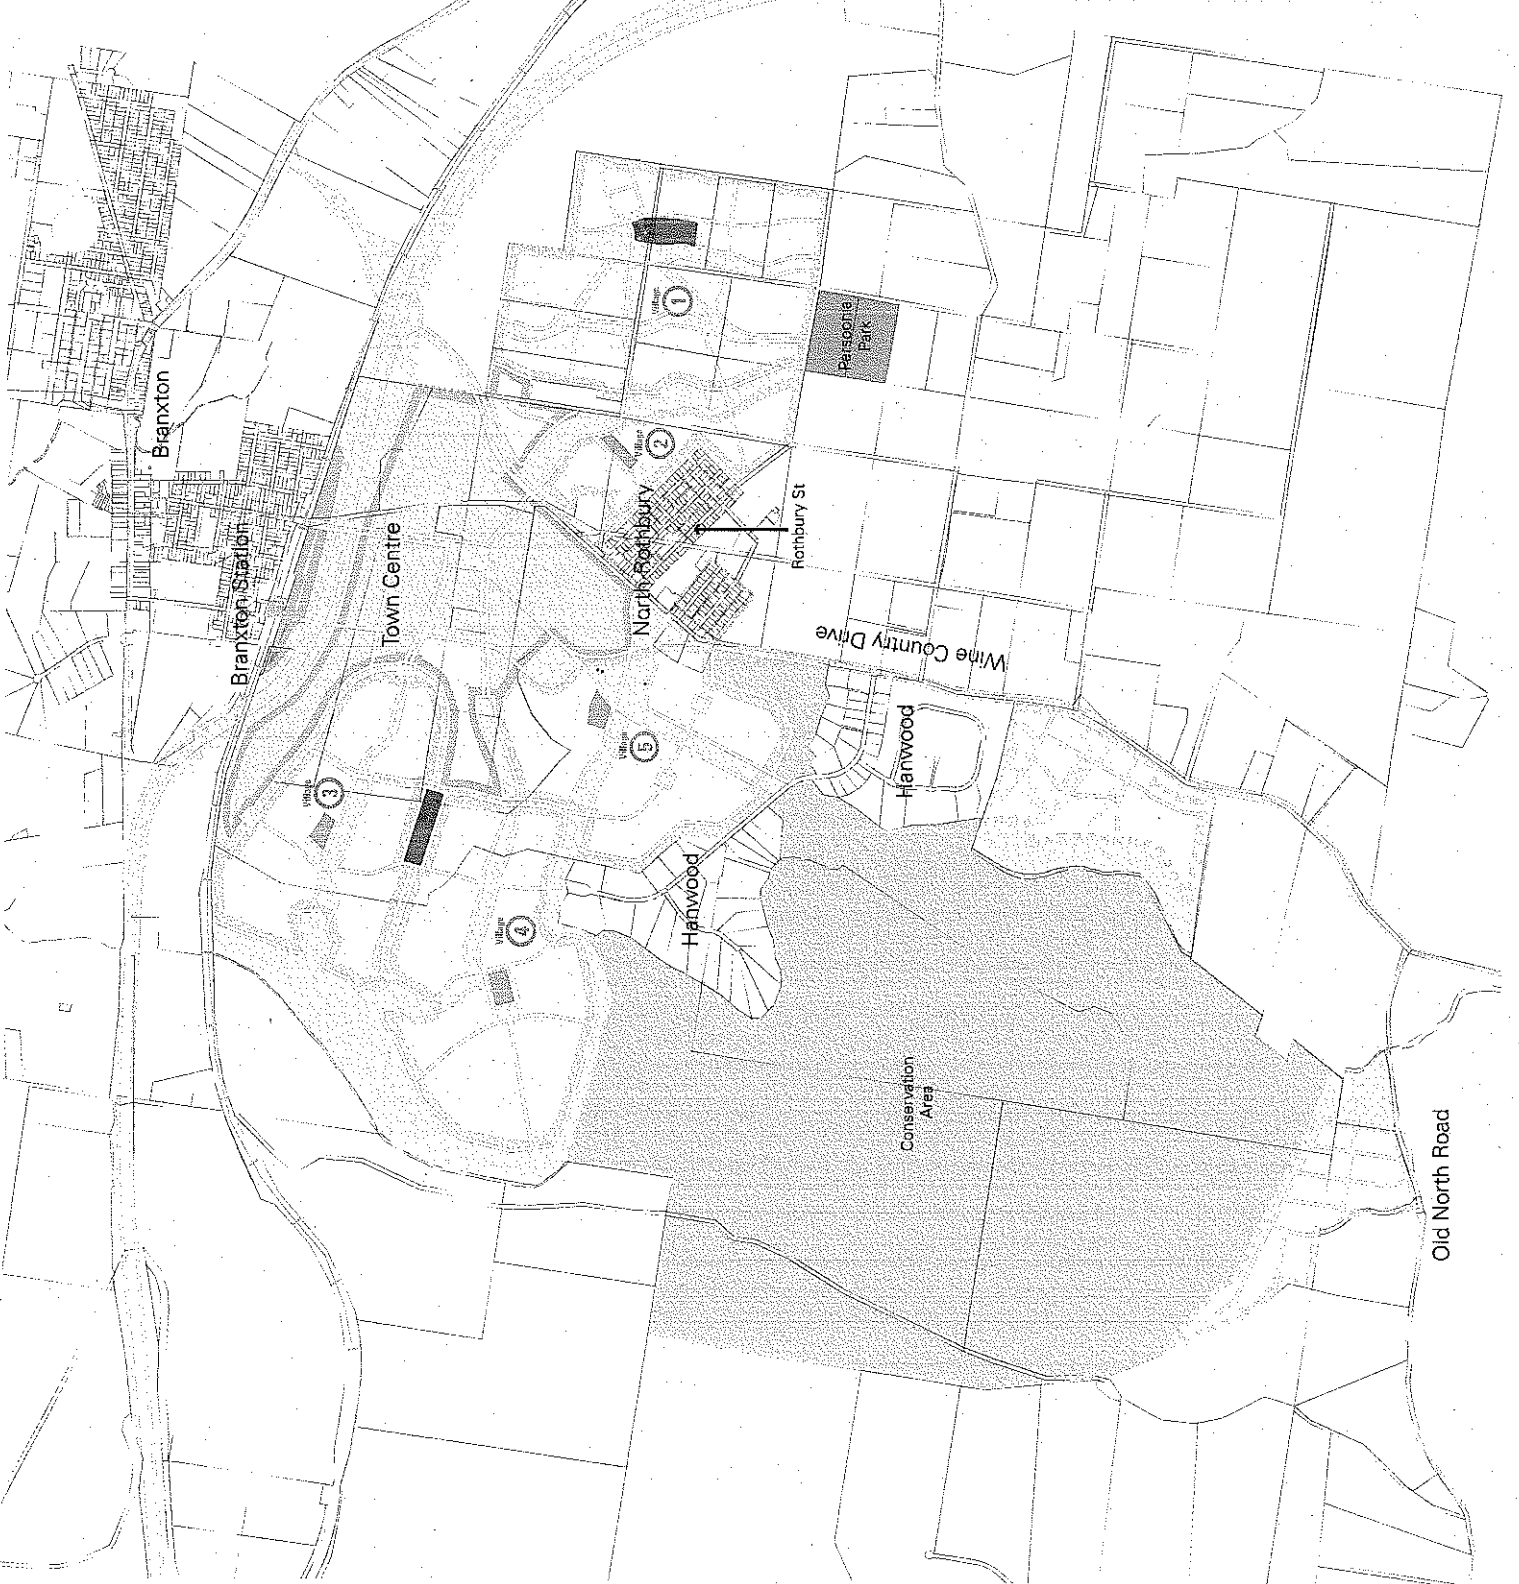 Branxton
Branxton Station
Town Centre
Village
3
Village
4
Village
5
North Rothbury
Village
2
Village
1
Persoonia
Park
Rothbury St
Wine Country Drive
Hanwood
Hanwood
Conservation
Area
Old North Road